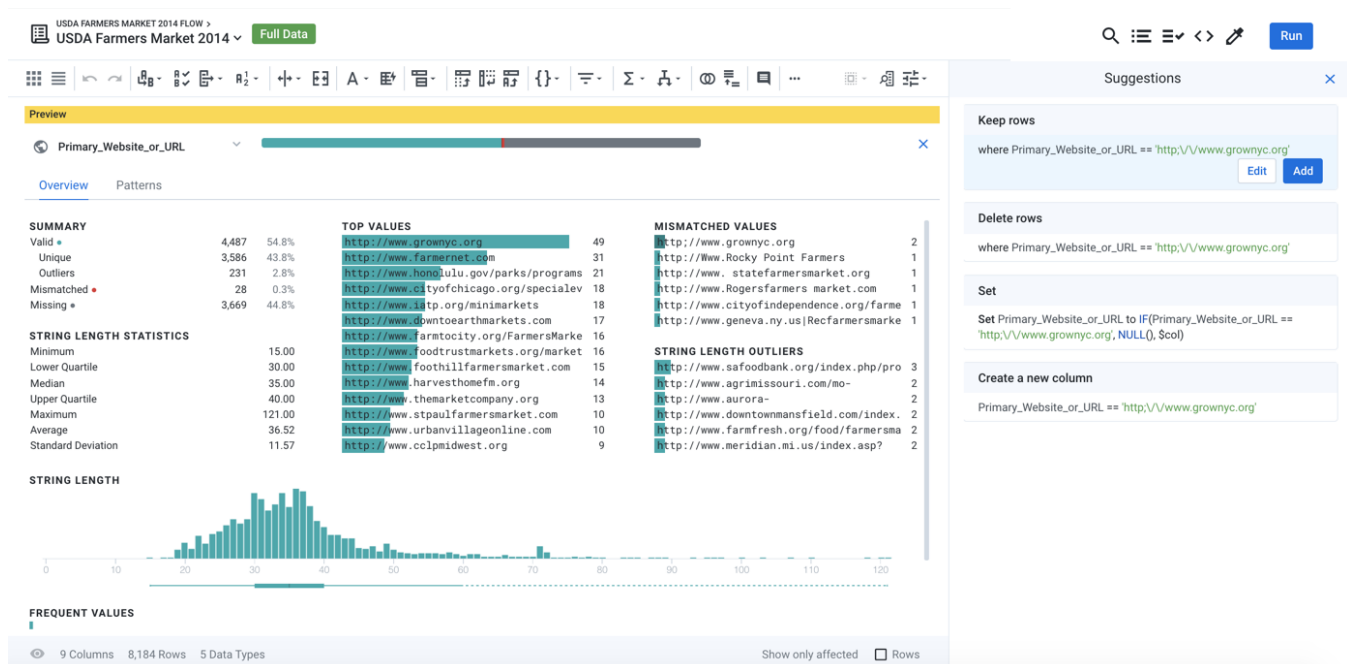 USDA FARMERS MARKET 2014 FLOW >
USDA Farmers Market 2014
Full Data
Run
Preview
Primary_Website_or_URL
Overview Patterns
SUMMARY
Valid 4,487 54.8%
Unique 3,586 43.8%
Outliers 231 2.8%
Mismatched 28 0.3%
Missing 3,669 44.8%
STRING LENGTH STATISTICS
Minimum 15.00
Lower Quartile 30.00
Median 35.00
Upper Quartile 40.00
Maximum 121.00
Average 36.52
Standard Deviation 11.57
TOP VALUES
http://www.grownyc.org 49
http://www.farmernet.com 31
http://www.honolulu.gov/parks/programs 21
http://www.cityofchicago.org/specialev 18
http://www.iatp.org/minimarkets 18
http://www.downtoearthmarkets.com 17
http://www.farmtocity.org/FarmersMarke 16
http://www.foodtrustmarkets.org/market 16
http://www.foothillfarmersmarket.com 15
http://www.harvesthomefm.org 14
http://www.themarketcompany.org 13
http://www.stpaulfarmersmarket.com 10
http://www.urbanvillageonline.com 10
http://www.cclpmidwest.org 9
MISMATCHED VALUES
http;//www.grownyc.org 2
http://Www.Rocky Point Farmers 1
http://www. statefarmersmarket.org 1
http://www.Rogersfarmers market.com 1
http://www.cityofindependence.org/farme 1
http://www.geneva.ny.us|Recfarmersmarke 1
STRING LENGTH OUTLIERS
http://www.safoodbank.org/index.php/pro 3
http://www.agrimissouri.com/mo- 2
http://www.aurora- 2
http://www.downtownmansfield.com/index. 2
http://www.farmfresh.org/food/farmersma 2
http://www.meridian.mi.us/index.asp? 2
STRING LENGTH
0 10 20 30 40 50 60 70 80 90 100 110 120
FREQUENT VALUES
9 Columns 8,184 Rows 5 Data Types
Show only affected Rows
Suggestions
Keep rows
where Primary_Website_or_URL == 'http;\/\/www.grownyc.org'
Edit Add
Delete rows
where Primary_Website_or_URL == 'http;\/\/www.grownyc.org'
Set
Set Primary_Website_or_URL to IF(Primary_Website_or_URL ==
'http;\/\/www.grownyc.org', NULL(), $col)
Create a new column
Primary_Website_or_URL == 'http;\/\/www.grownyc.org'